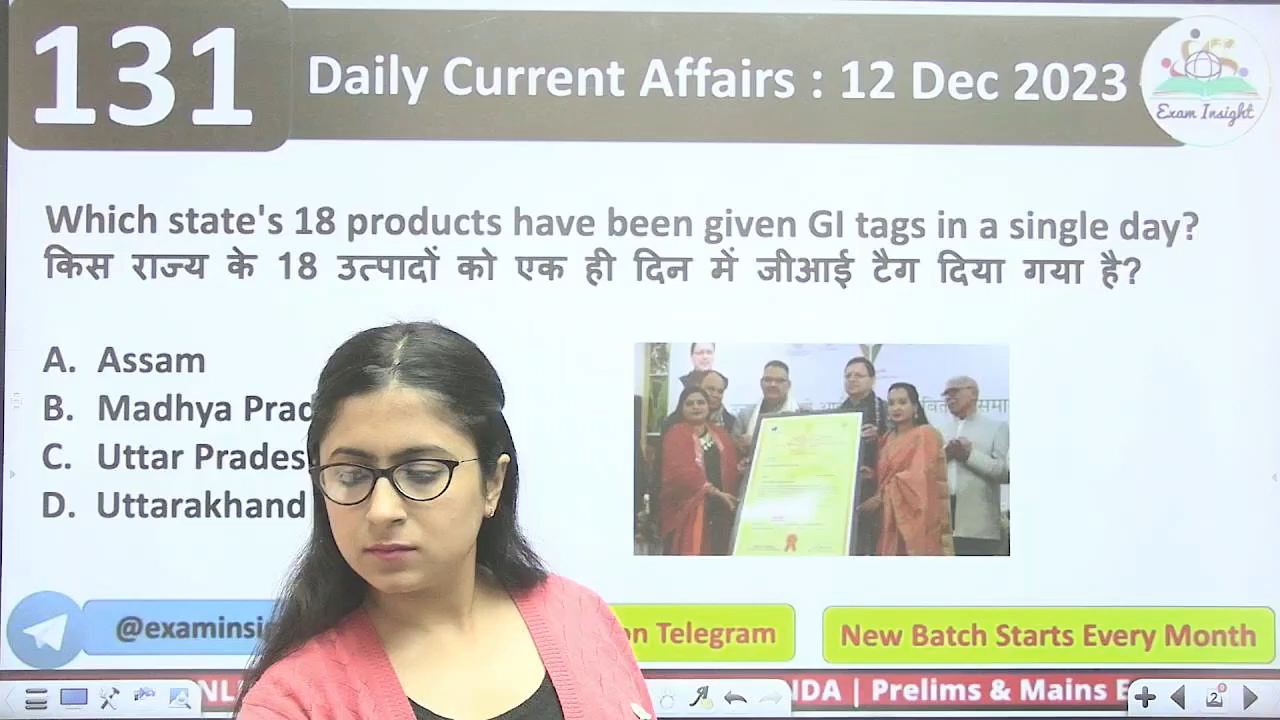 131
Daily Current Affairs : 12 Dec 2023
Exam Insight
Which state's 18 products have been given GI tags in a single day?
किस राज्य के 18 उत्पादों को एक ही दिन में जीआई टैग दिया गया है?
A. Assam
B. Madhya Prad
C. Uttar Prades
D. Uttarakhand
@examinsi
on Telegram
New Batch Starts Every Month
NDA | Prelims & Mains E
2